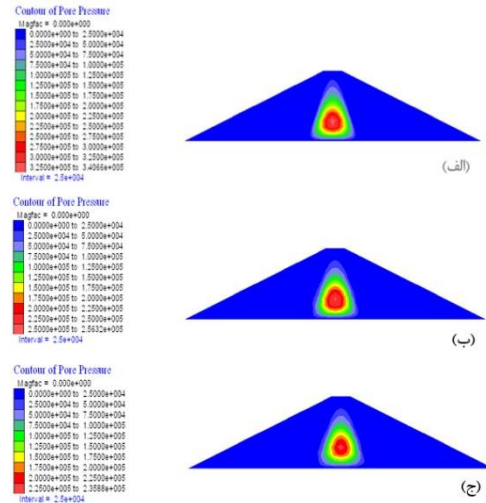 Contour of Pore Pressure
Magfac = 0.000e+000
0.0000e+000 to 2.5000e+004
2.5000e+004 to 5.0000e+004
5.0000e+004 to 7.5000e+004
7.5000e+004 to 1.0000e+005
1.0000e+005 to 1.2500e+005
1.2500e+005 to 1.5000e+005
1.5000e+005 to 1.7500e+005
1.7500e+005 to 2.0000e+005
2.0000e+005 to 2.2500e+005
2.2500e+005 to 2.5000e+005
2.5000e+005 to 2.7500e+005
2.7500e+005 to 3.0000e+005
3.0000e+005 to 3.2500e+005
3.2500e+005 to 3.4066e+005
Interval = 2.5e+004
(الف)
Contour of Pore Pressure
Magfac = 0.000e+000
0.0000e+000 to 2.5000e+004
2.5000e+004 to 5.0000e+004
5.0000e+004 to 7.5000e+004
7.5000e+004 to 1.0000e+005
1.0000e+005 to 1.2500e+005
1.2500e+005 to 1.5000e+005
1.5000e+005 to 1.7500e+005
1.7500e+005 to 2.0000e+005
2.0000e+005 to 2.2500e+005
2.2500e+005 to 2.5000e+005
2.5000e+005 to 2.5632e+005
Interval = 2.5e+004
(ب)
Contour of Pore Pressure
Magfac = 0.000e+000
0.0000e+000 to 2.5000e+004
2.5000e+004 to 5.0000e+004
5.0000e+004 to 7.5000e+004
7.5000e+004 to 1.0000e+005
1.0000e+005 to 1.2500e+005
1.2500e+005 to 1.5000e+005
1.5000e+005 to 1.7500e+005
1.7500e+005 to 2.0000e+005
2.0000e+005 to 2.2500e+005
2.2500e+005 to 2.3588e+005
Interval = 2.5e+004
(ج)